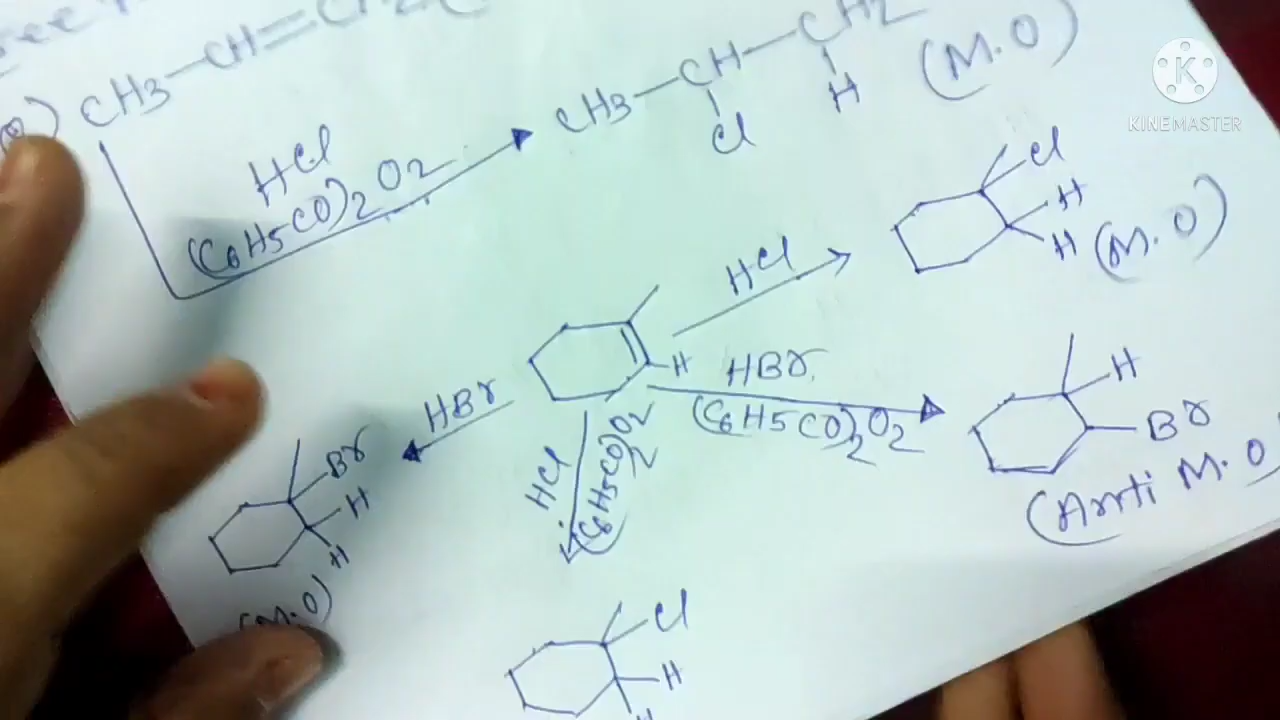 CH3-CH=CH2
CH3-CH-CH2
Cl H
(M.O)
HCl
(C6H5CO)2O2
KINEMASTER
HCl
Cl
H
H
(M.O)
H
HBr
(C6H5CO)2O2
H
Br
(Anti M.O
HBr
Br
H
H
(M.O)
HCl
(C6H5CO)2O2
Cl
H
H